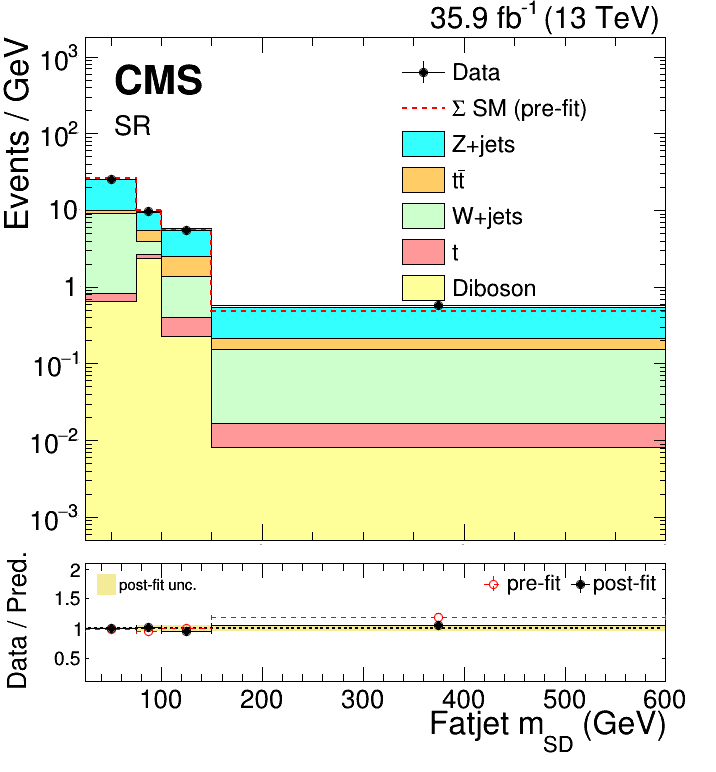 35.9 fb⁻¹ (13 TeV)
Events / GeV
10³
10²
10
1
10⁻¹
10⁻²
10⁻³
CMS
SR
Data
Σ SM (pre-fit)
Z+jets
tt̄
W+jets
t
Diboson
Data / Pred.
2
1.5
1
0.5
post-fit unc.
pre-fit
post-fit
100 200 300 400 500 600
Fatjet m_SD (GeV)